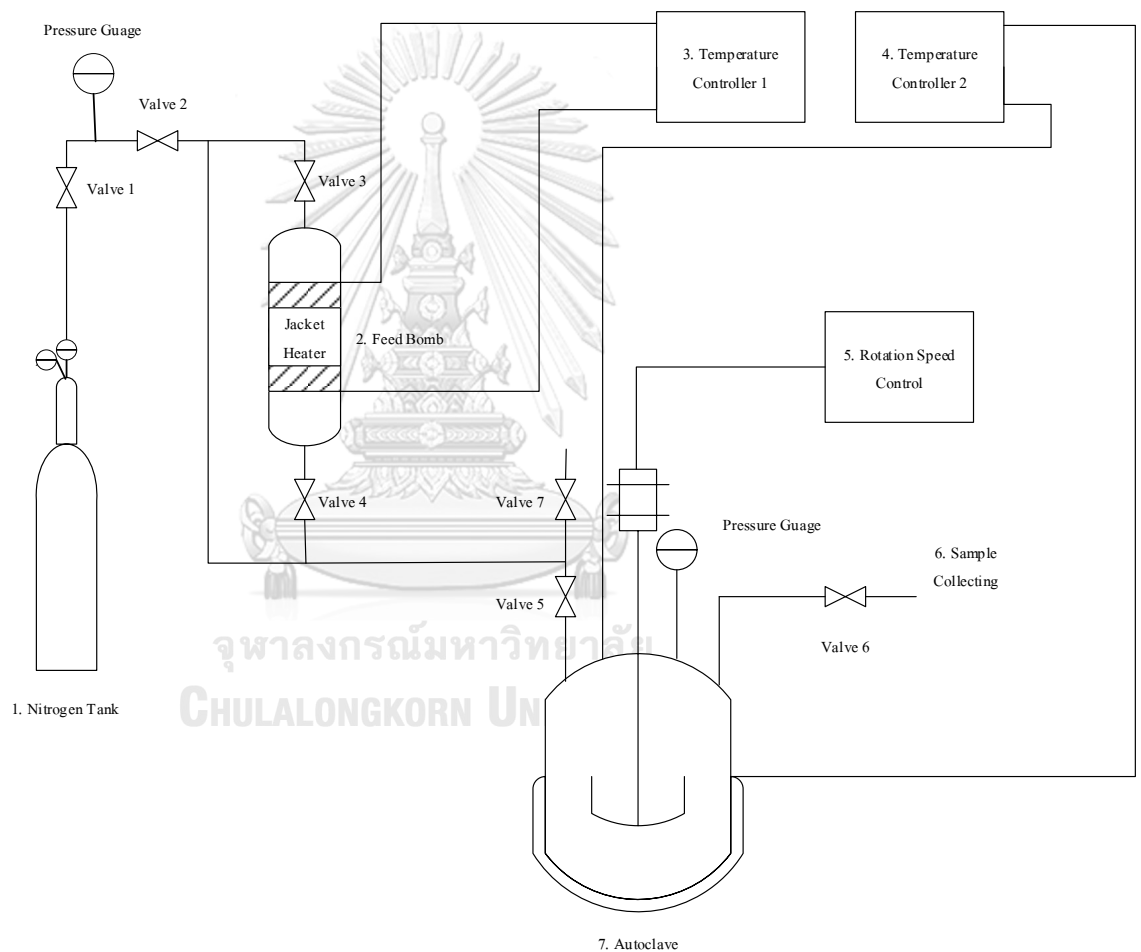 Pressure Guage
3. Temperature
Controller 1
4. Temperature
Controller 2
Valve 2
Valve 1
Valve 3
Jacket
Heater
2. Feed Bomb
5. Rotation Speed
Control
Valve 4
Valve 7
Pressure Guage
6. Sample
Collecting
Valve 5
Valve 6
จุฬาลงกรณ์มหาวิทยาลัย
CHULALONGKORN UN
1. Nitrogen Tank
7. Autoclave